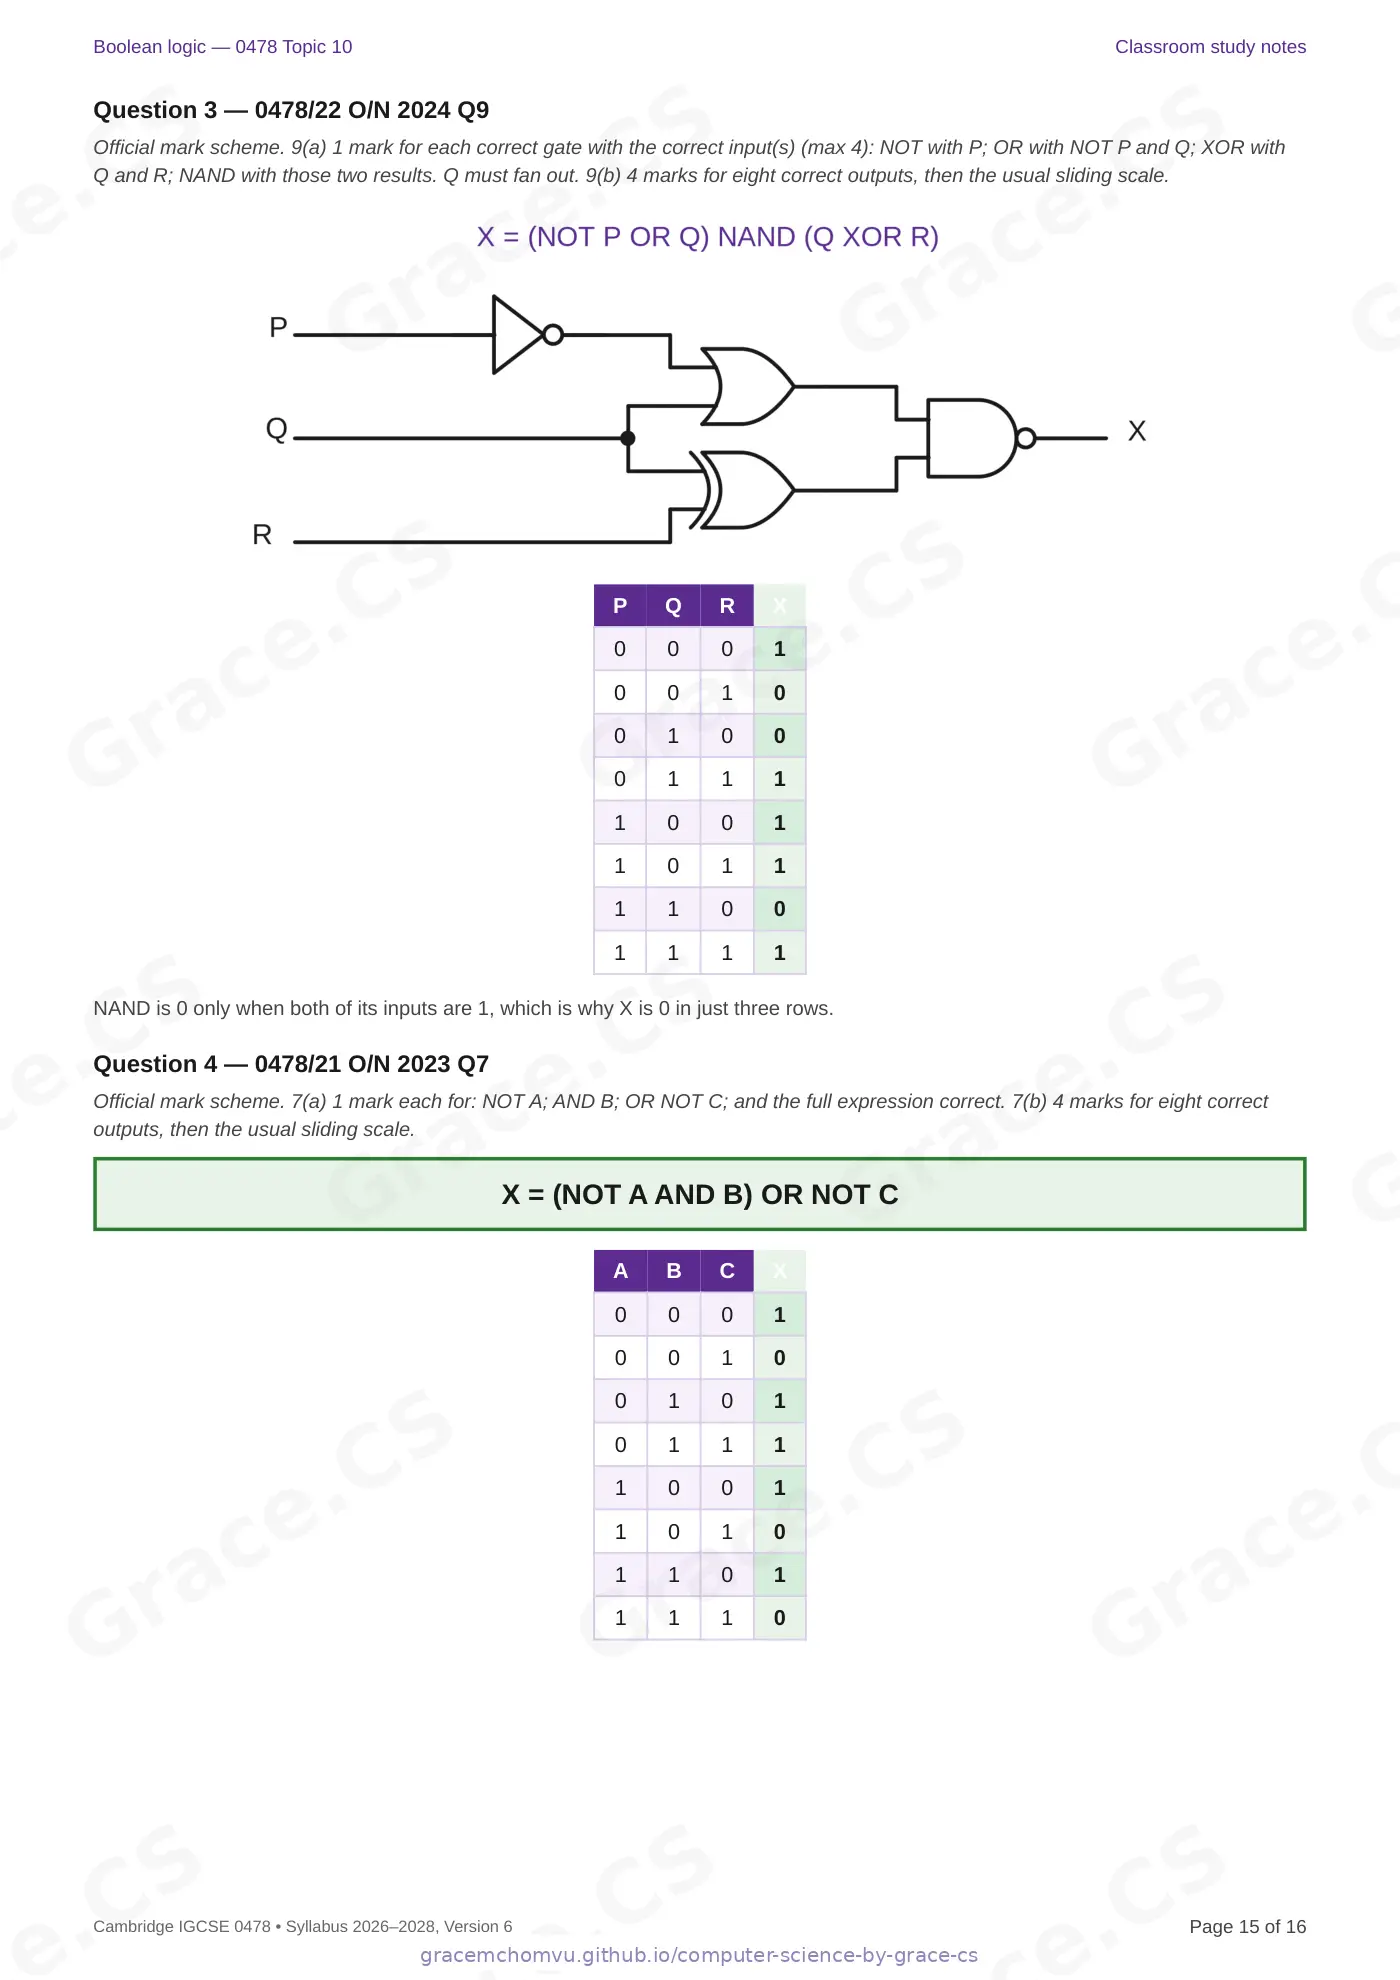 Boolean logic — 0478 Topic 10
Classroom study notes
Question 3 — 0478/22 O/N 2024 Q9
Official mark scheme. 9(a) 1 mark for each correct gate with the correct input(s) (max 4): NOT with P; OR with NOT P and Q; XOR with
Q and R; NAND with those two results. Q must fan out. 9(b) 4 marks for eight correct outputs, then the usual sliding scale.
X = (NOT P OR Q) NAND (Q XOR R)
P
Q
X
R
P Q R X
0 0 0 1
0 0 1 0
0 1 0 0
0 1 1 1
1 0 0 1
1 0 1 1
1 1 0 0
1 1 1 1
NAND is 0 only when both of its inputs are 1, which is why X is 0 in just three rows.
Question 4 — 0478/21 O/N 2023 Q7
Official mark scheme. 7(a) 1 mark each for: NOT A; AND B; OR NOT C; and the full expression correct. 7(b) 4 marks for eight correct
outputs, then the usual sliding scale.
X = (NOT A AND B) OR NOT C
A B C X
0 0 0 1
0 0 1 0
0 1 0 1
0 1 1 1
1 0 0 1
1 0 1 0
1 1 0 1
1 1 1 0
Cambridge IGCSE 0478 • Syllabus 2026–2028, Version 6
Page 15 of 16
gracemchomvu.github.io/computer-science-by-grace-cs
Grace.CS